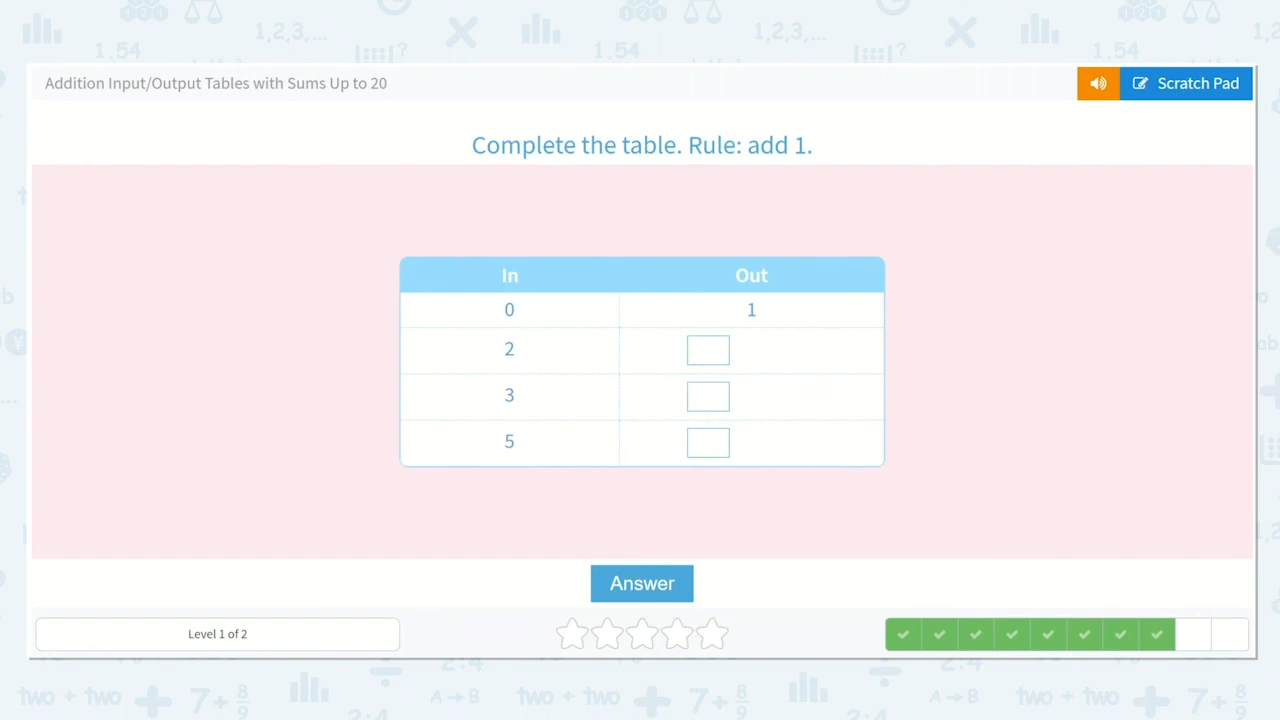 Addition Input/Output Tables with Sums Up to 20
Scratch Pad
Complete the table. Rule: add 1.
In Out
0 1
2
3
5
Answer
Level 1 of 2